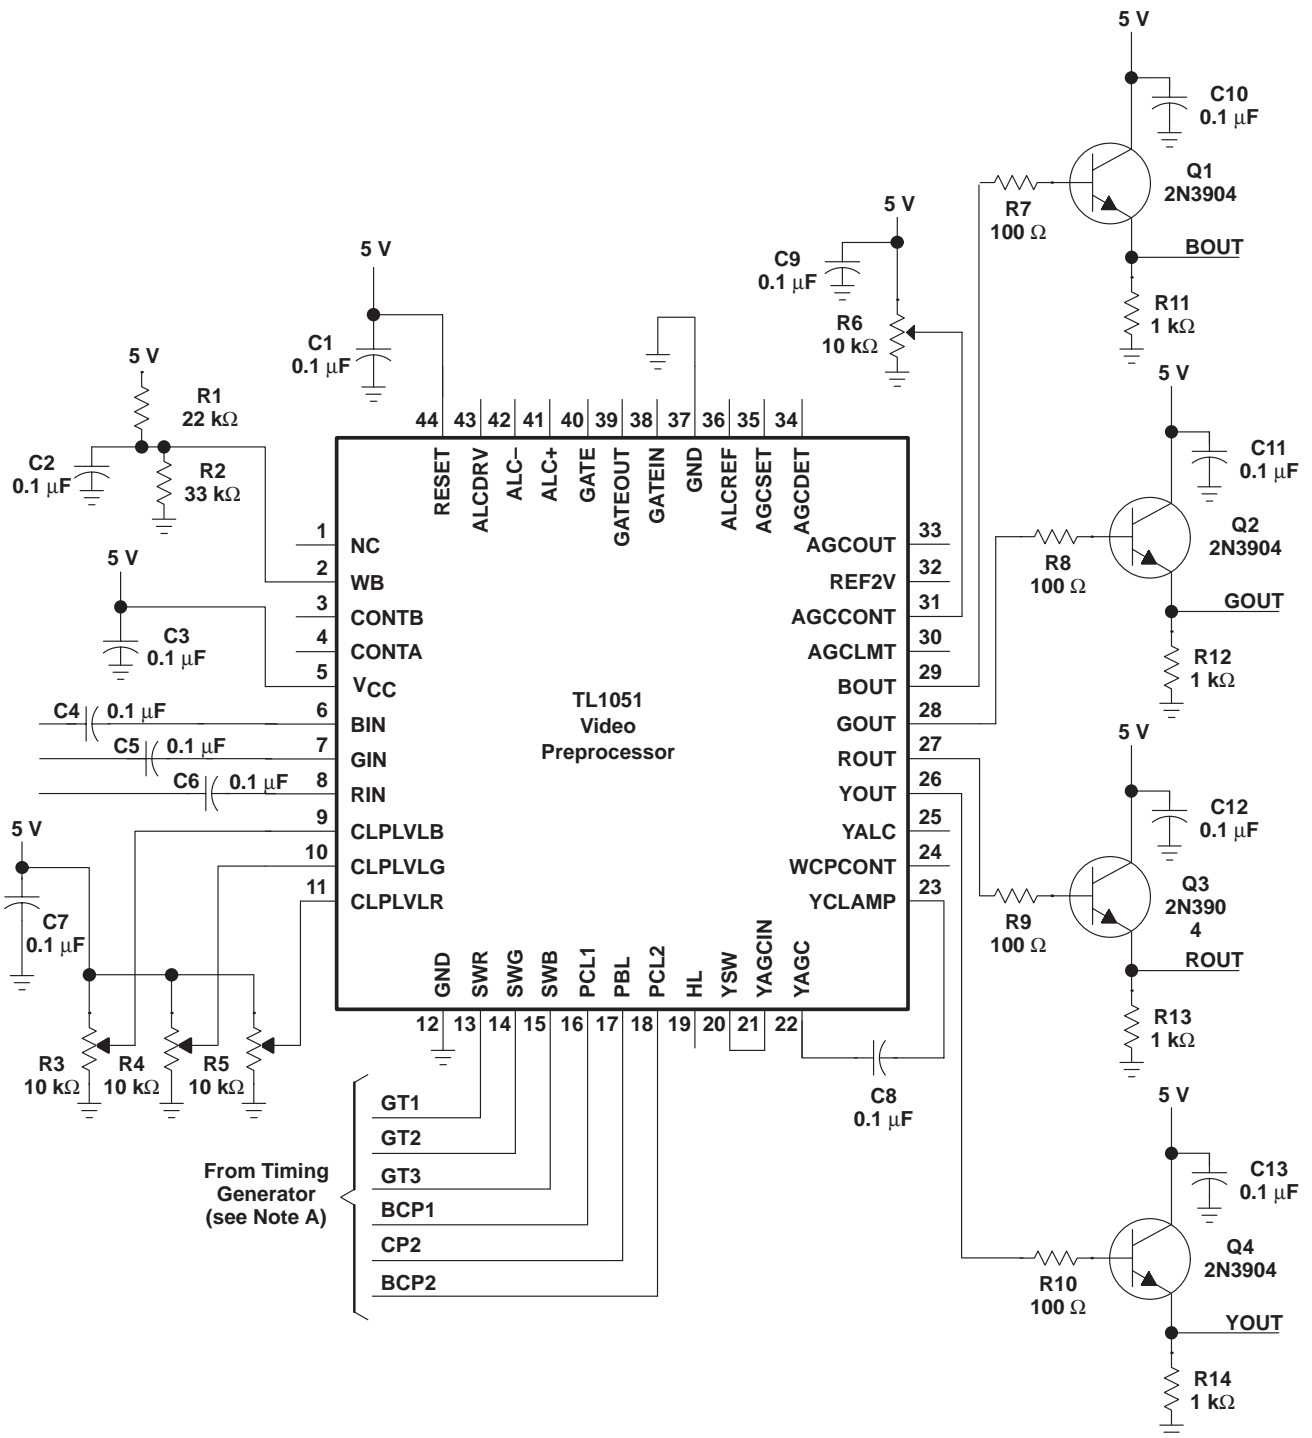 5 V
C10
0.1 μF
Q1
2N3904
R7
100 Ω
BOUT
R11
1 kΩ
5 V
C9
0.1 μF
R6
10 kΩ
5 V
C1
0.1 μF
5 V
R1
22 kΩ
C2
0.1 μF
R2
33 kΩ
5 V
C3
0.1 μF
C4
0.1 μF
C5
0.1 μF
C6
0.1 μF
5 V
C7
0.1 μF
R3
10 kΩ
R4
10 kΩ
R5
10 kΩ
44 43 42 41 40 39 38 37 36 35 34
RESET
ALCDRV
ALC–
ALC+
GATE
GATEOUT
GATEIN
GND
ALCREF
AGCSET
AGCDET
1 NC
2 WB
3 CONTB
4 CONTA
5 VCC
6 BIN
7 GIN
8 RIN
9 CLPLVLB
10 CLPLVLG
11 CLPLVLR
TL1051
Video
Preprocessor
AGCOUT 33
REF2V 32
AGCCONT 31
AGCLMT 30
BOUT 29
GOUT 28
ROUT 27
YOUT 26
YALC 25
WCPCONT 24
YCLAMP 23
GND
SWR
SWG
SWB
PCL1
PBL
PCL2
HL
YSW
YAGCIN
YAGC
12 13 14 15 16 17 18 19 20 21 22
C8
0.1 μF
GT1
GT2
GT3
BCP1
CP2
BCP2
From Timing
Generator
(see Note A)
5 V
C11
0.1 μF
Q2
2N3904
R8
100 Ω
GOUT
R12
1 kΩ
5 V
C12
0.1 μF
Q3
2N390
4
R9
100 Ω
ROUT
R13
1 kΩ
5 V
C13
0.1 μF
Q4
2N3904
R10
100 Ω
YOUT
R14
1 kΩ